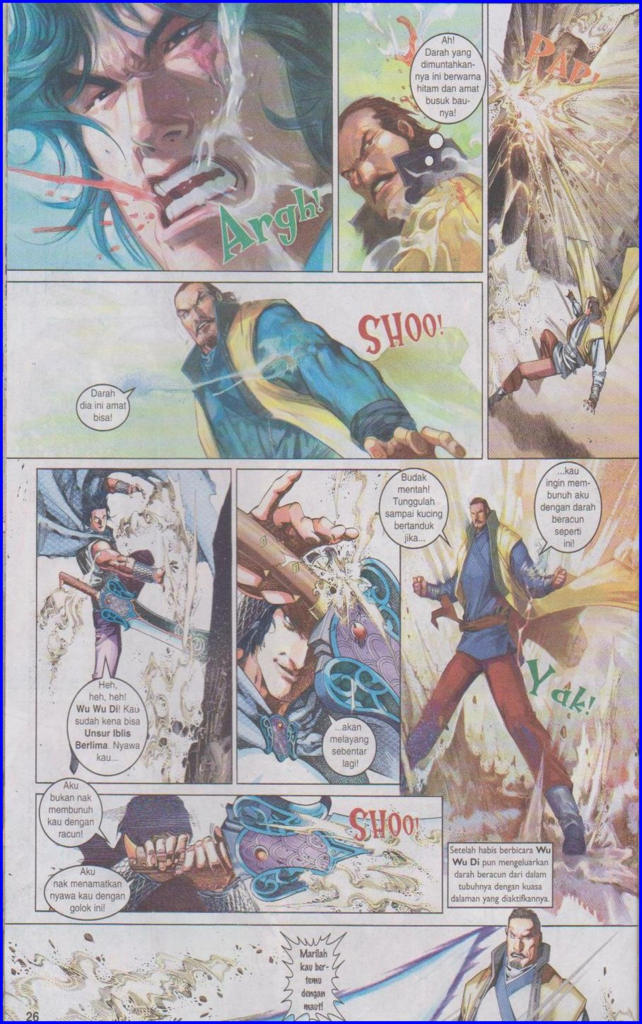 Argh!
Ah!
Darah yang
dimuntahkan-
nya ini berwarna
hitam dan amat
busuk bau-
nya!
PAP!
SHOO!
Darah
dia ini amat
bisa!
Heh,
heh, heh!
Wu Wu Di! Kau
sudah kena bisa
Unsur Iblis
Berlima. Nyawa
kau...
...akan
melayang
sebentar
lagi!
Budak
mentah!
Tunggulah
sampai kucing
bertanduk
jika...
...kau
ingin mem-
bunuh aku
dengan darah
beracun
seperti
ini!
Yak!
Aku
bukan nak
membunuh
kau dengan
racun!
Aku
nak menamatkan
nyawa kau dengan
golok ini!
SHOO!
Setelah habis berbicara Wu
Wu Di pun mengeluarkan
darah beracun dari dalam
tubuhnya dengan kuasa
dalaman yang diaktifkannya.
Marilah
kau ber-
temu
dengan
maut!
26